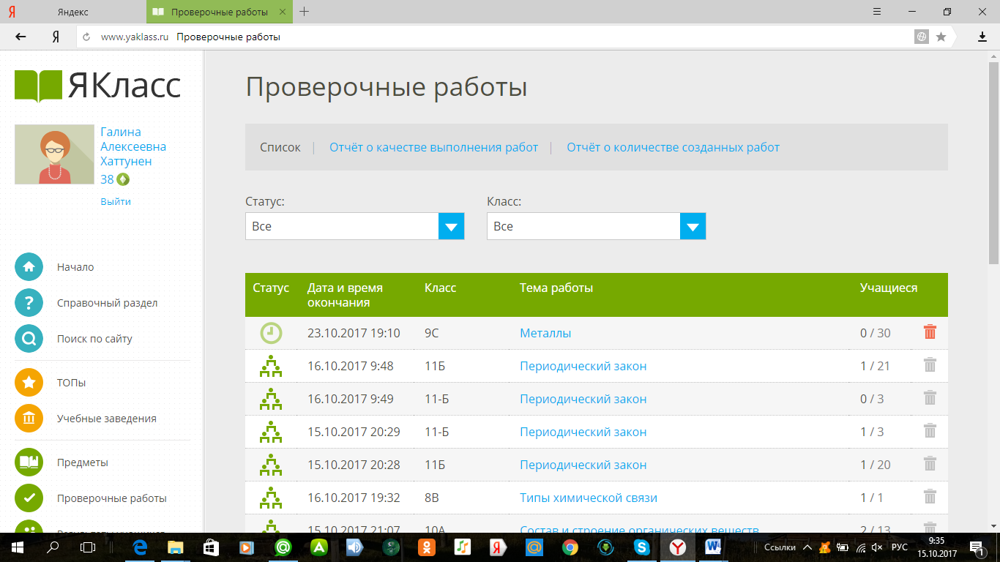 Яндекс
Проверочные работы
www.yaklass.ru Проверочные работы
ЯКласс
Галина
Алексеевна
Хаттунен
38
Выйти
Начало
Справочный раздел
Поиск по сайту
ТОПы
Учебные заведения
Предметы
Проверочные работы
Проверочные работы
Список | Отчёт о качестве выполнения работ | Отчёт о количестве созданных работ
Статус: Класс:
Все Все
Статус Дата и время окончания Класс Тема работы Учащиеся
23.10.2017 19:10 9С Металлы 0 / 30
16.10.2017 9:48 11Б Периодический закон 1 / 21
16.10.2017 9:49 11-Б Периодический закон 0 / 3
15.10.2017 20:29 11-Б Периодический закон 1 / 3
15.10.2017 20:28 11Б Периодический закон 1 / 20
16.10.2017 19:32 8В Типы химической связи 1 / 1
15.10.2017 21:07 10А Состав и строение органических веществ 2 / 13
Ссылки РУС 9:35
15.10.2017